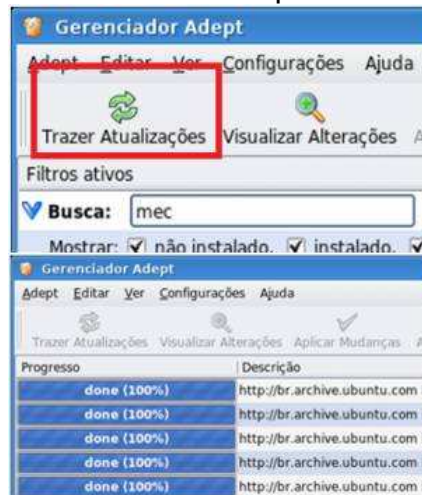 Gerenciador Adept
Adept Editar Ver Configurações Ajuda
Trazer Atualizações Visualizar Alterações
Filtros ativos
Busca: mec
Mostrar: não instalado, instalado,
Gerenciador Adept
Adept Editar Ver Configurações Ajuda
Trazer Atualizações Visualizar Alterações Aplicar Mudanças
Progresso Descrição
done (100%) http://br.archive.ubuntu.com
done (100%) http://br.archive.ubuntu.com
done (100%) http://br.archive.ubuntu.com
done (100%) http://br.archive.ubuntu.com
done (100%) http://br.archive.ubuntu.com